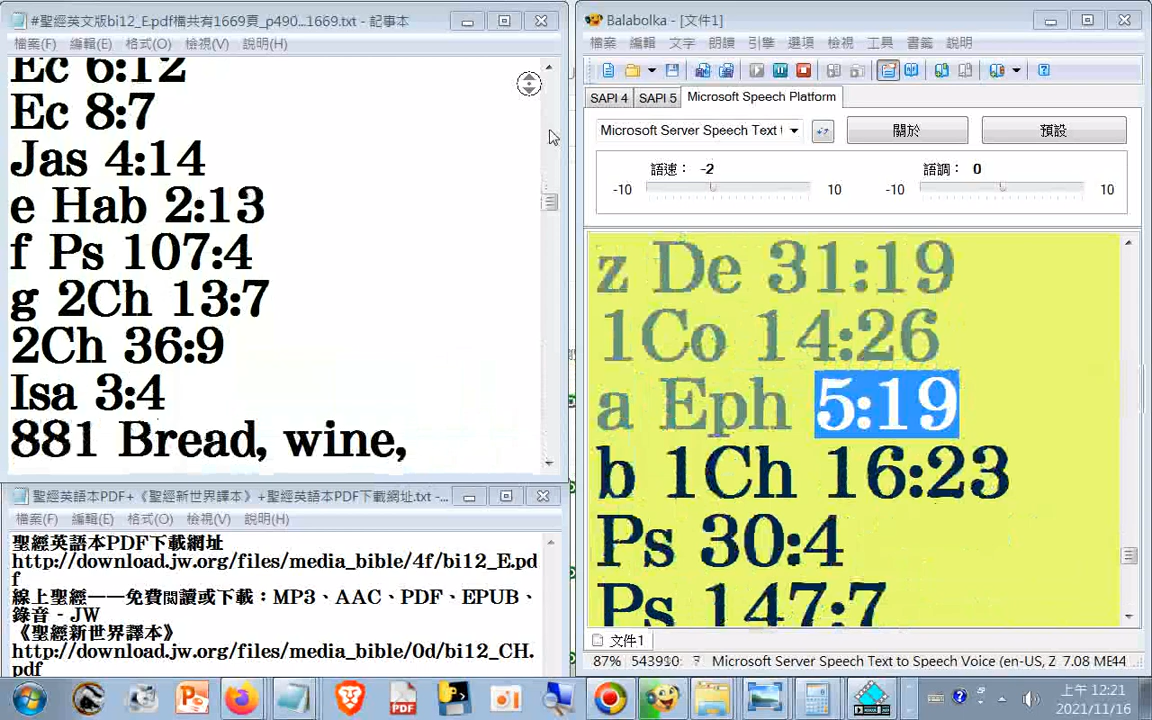 #聖經英文版bi12_E.pdf檔共有1669頁_p490...1669.txt - 記事本
檔案(F) 編輯(E) 格式(O) 檢視(V) 說明(H)
Ec 6:12
Ec 8:7
Jas 4:14
e Hab 2:13
f Ps 107:4
g 2Ch 13:7
2Ch 36:9
Isa 3:4
881 Bread, wine,
聖經英語本PDF+《聖經新世界譯本》+聖經英語本PDF下載網址.txt -...
檔案(F) 編輯(E) 格式(O) 檢視(V) 說明(H)
聖經英語本PDF下載網址
http://download.jw.org/files/media_bible/4f/bi12_E.pd
f
線上聖經──免費閱讀或下載：MP3、AAC、PDF、EPUB、
錄音 - JW
《聖經新世界譯本》
http://download.jw.org/files/media_bible/0d/bi12_CH.
pdf
Balabolka - [文件1]
檔案 編輯 文字 朗讀 引擎 選項 檢視 工具 書籤 說明
SAPI 4 SAPI 5 Microsoft Speech Platform
Microsoft Server Speech Text 關於 預設
語速： -2 語調： 0
-10 10 -10 10
z De 31:19
1Co 14:26
a Eph 5:19
b 1Ch 16:23
Ps 30:4
Ps 147:7
文件1
87% 543910 Microsoft Server Speech Text to Speech Voice (en-US, Z 7.08 ME44
上午 12:21
2021/11/16